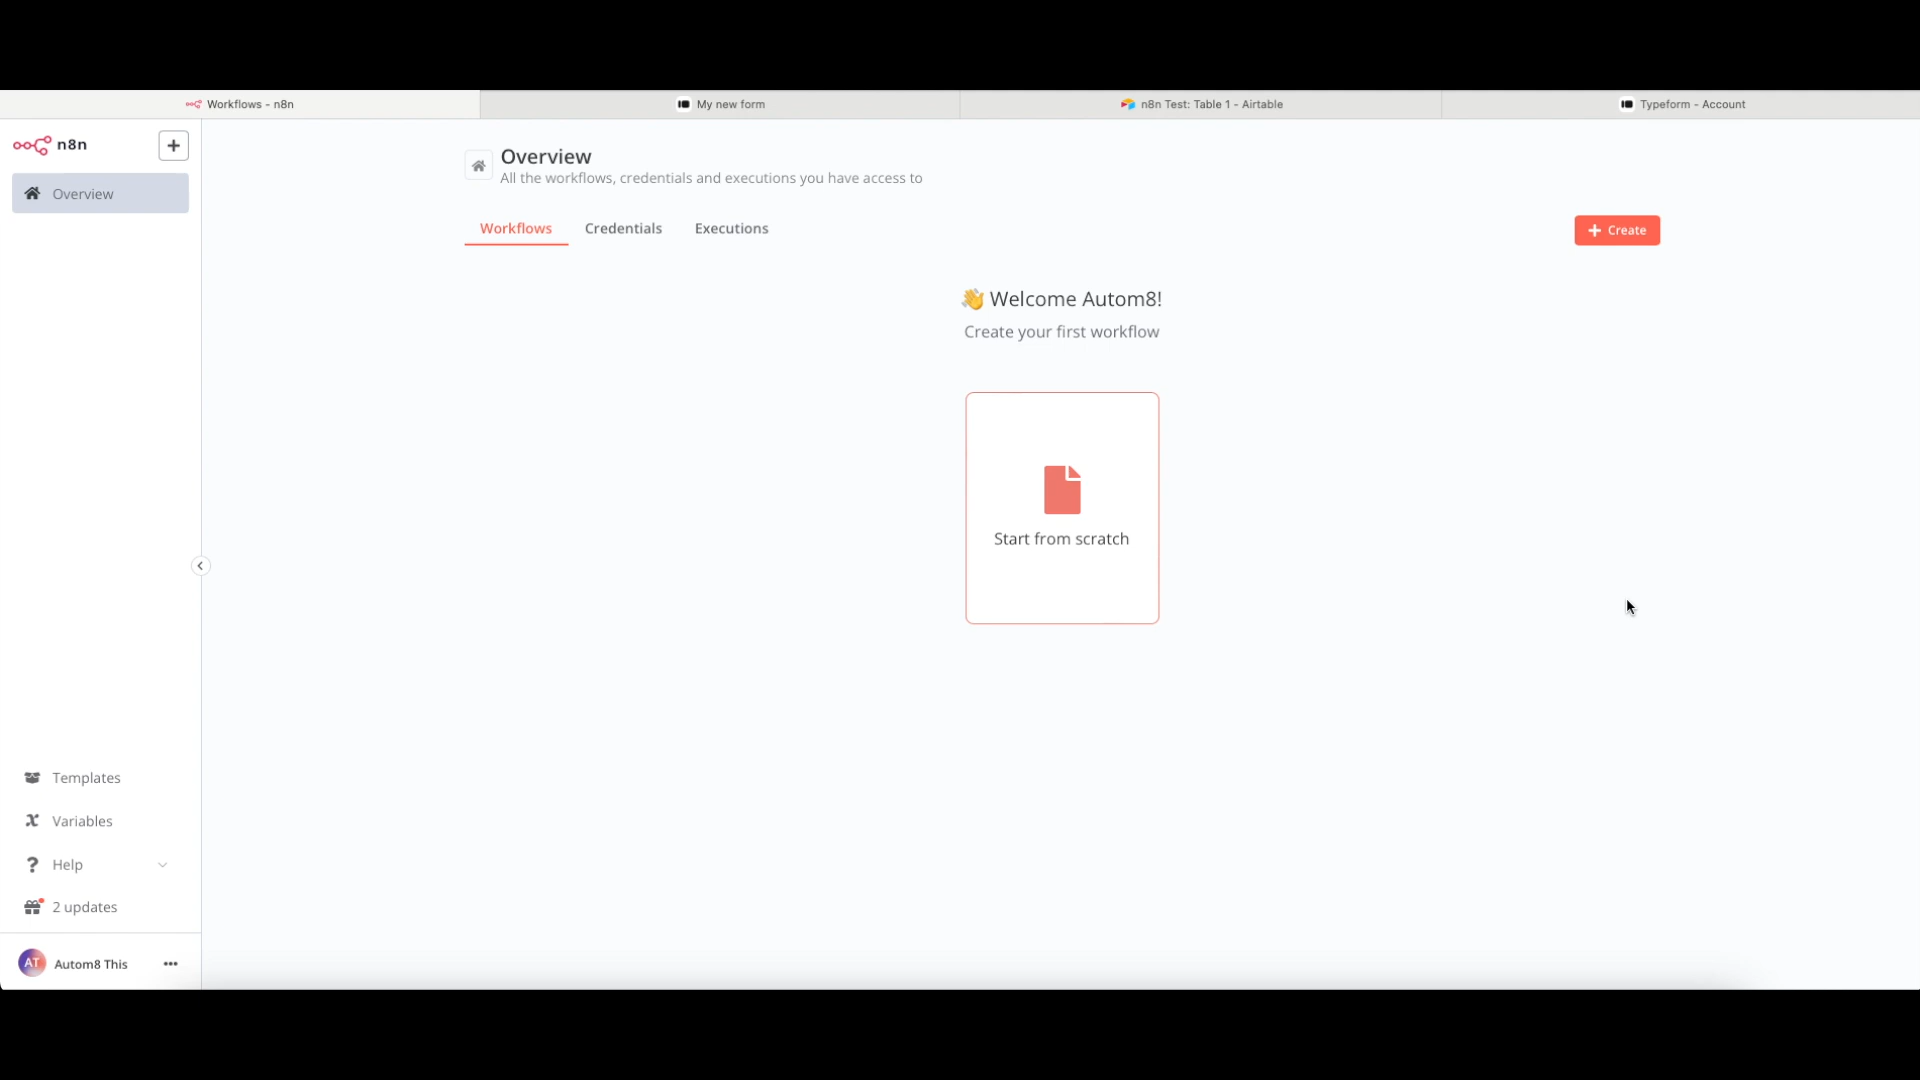 Workflows - n8n
My new form
n8n Test: Table 1 - Airtable
Typeform - Account
n8n
Overview
Overview
All the workflows, credentials and executions you have access to
Workflows
Credentials
Executions
Create
👋 Welcome Autom8!
Create your first workflow
Start from scratch
Templates
Variables
Help
2 updates
AT
Autom8 This